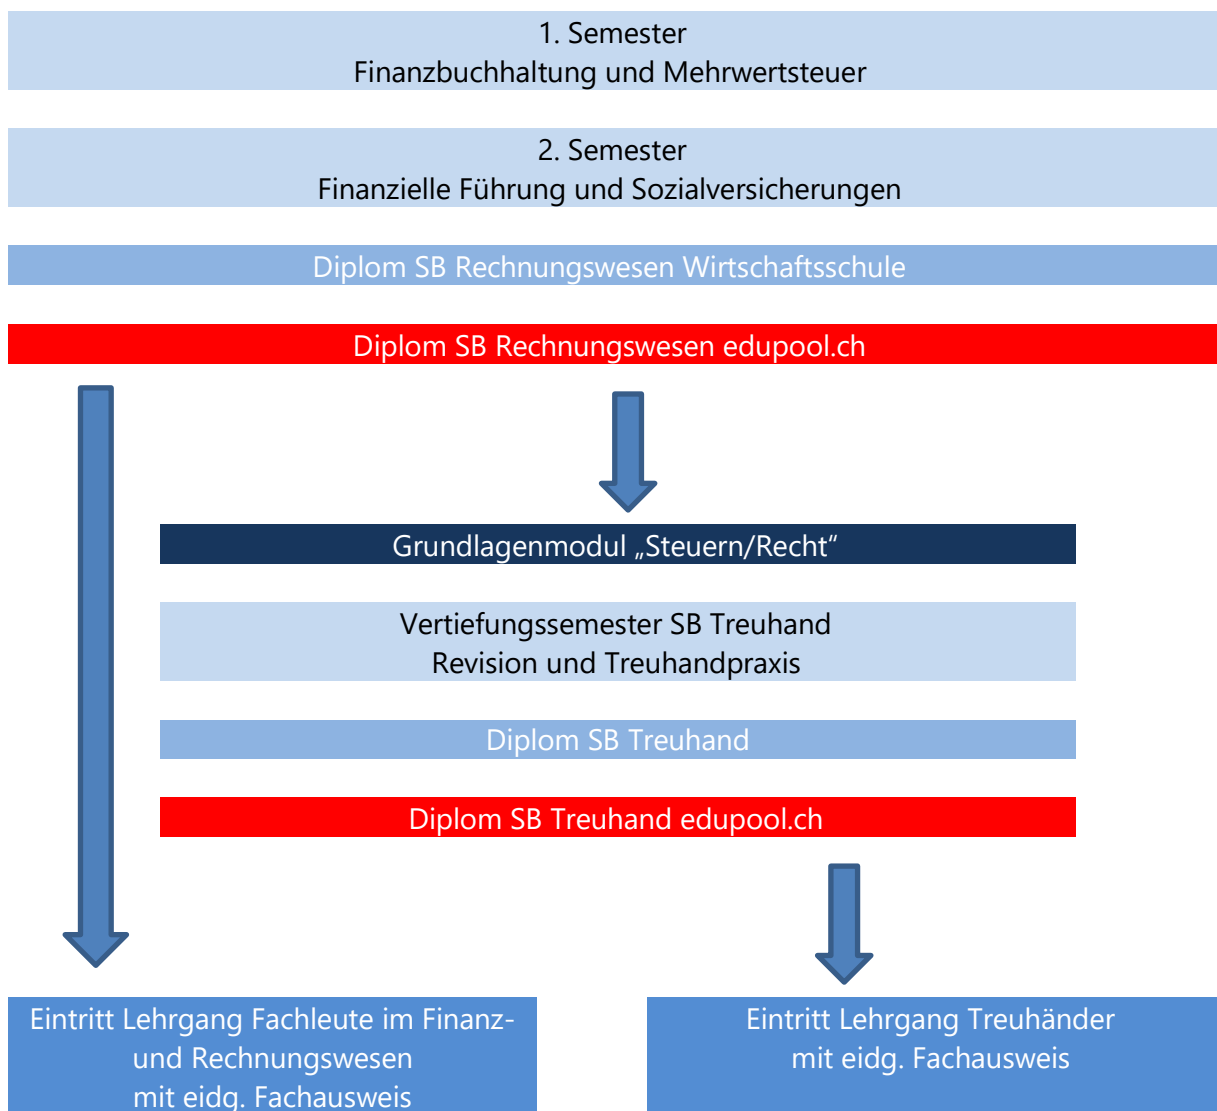 1. Semester
Finanzbuchhaltung und Mehrwertsteuer
2. Semester
Finanzielle Führung und Sozialversicherungen
Diplom SB Rechnungswesen Wirtschaftsschule
Diplom SB Rechnungswesen edupool.ch
Grundlagenmodul „Steuern/Recht“
Vertiefungssemester SB Treuhand
Revision und Treuhandpraxis
Diplom SB Treuhand
Diplom SB Treuhand edupool.ch
Eintritt Lehrgang Fachleute im Finanz-
und Rechnungswesen
mit eidg. Fachausweis
Eintritt Lehrgang Treuhänder
mit eidg. Fachausweis